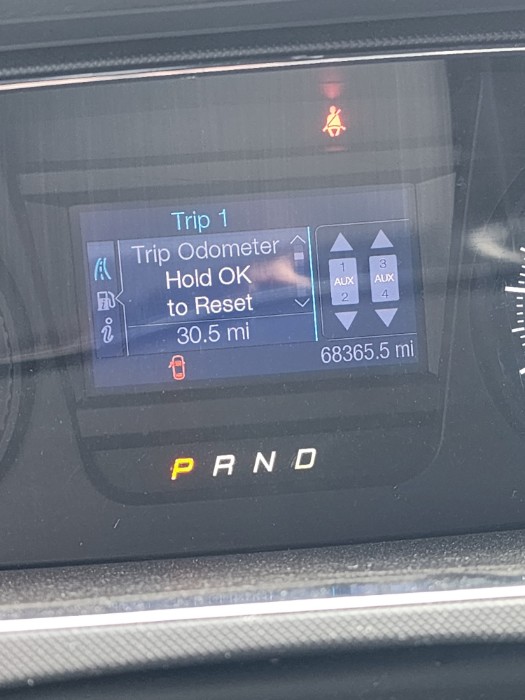 Trip 1
Trip Odometer
Hold OK
to Reset
30.5 mi
1 3
AUX AUX
2 4
68365.5 mi
P R N D